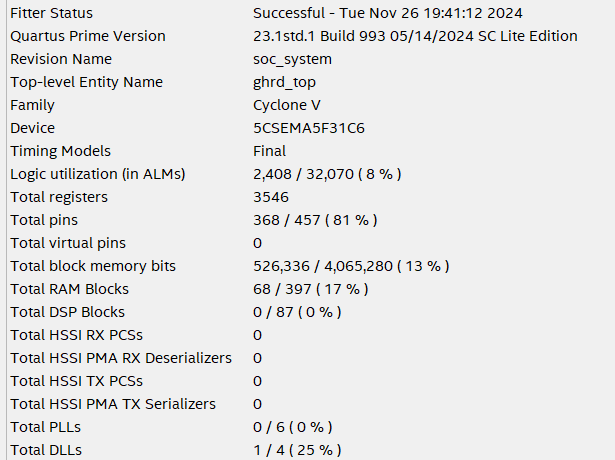 Fitter Status Successful - Tue Nov 26 19:41:12 2024
Quartus Prime Version 23.1std.1 Build 993 05/14/2024 SC Lite Edition
Revision Name soc_system
Top-level Entity Name ghrd_top
Family Cyclone V
Device 5CSEMA5F31C6
Timing Models Final
Logic utilization (in ALMs) 2,408 / 32,070 ( 8 % )
Total registers 3546
Total pins 368 / 457 ( 81 % )
Total virtual pins 0
Total block memory bits 526,336 / 4,065,280 ( 13 % )
Total RAM Blocks 68 / 397 ( 17 % )
Total DSP Blocks 0 / 87 ( 0 % )
Total HSSI RX PCSs 0
Total HSSI PMA RX Deserializers 0
Total HSSI TX PCSs 0
Total HSSI PMA TX Serializers 0
Total PLLs 0 / 6 ( 0 % )
Total DLLs 1 / 4 ( 25 % )